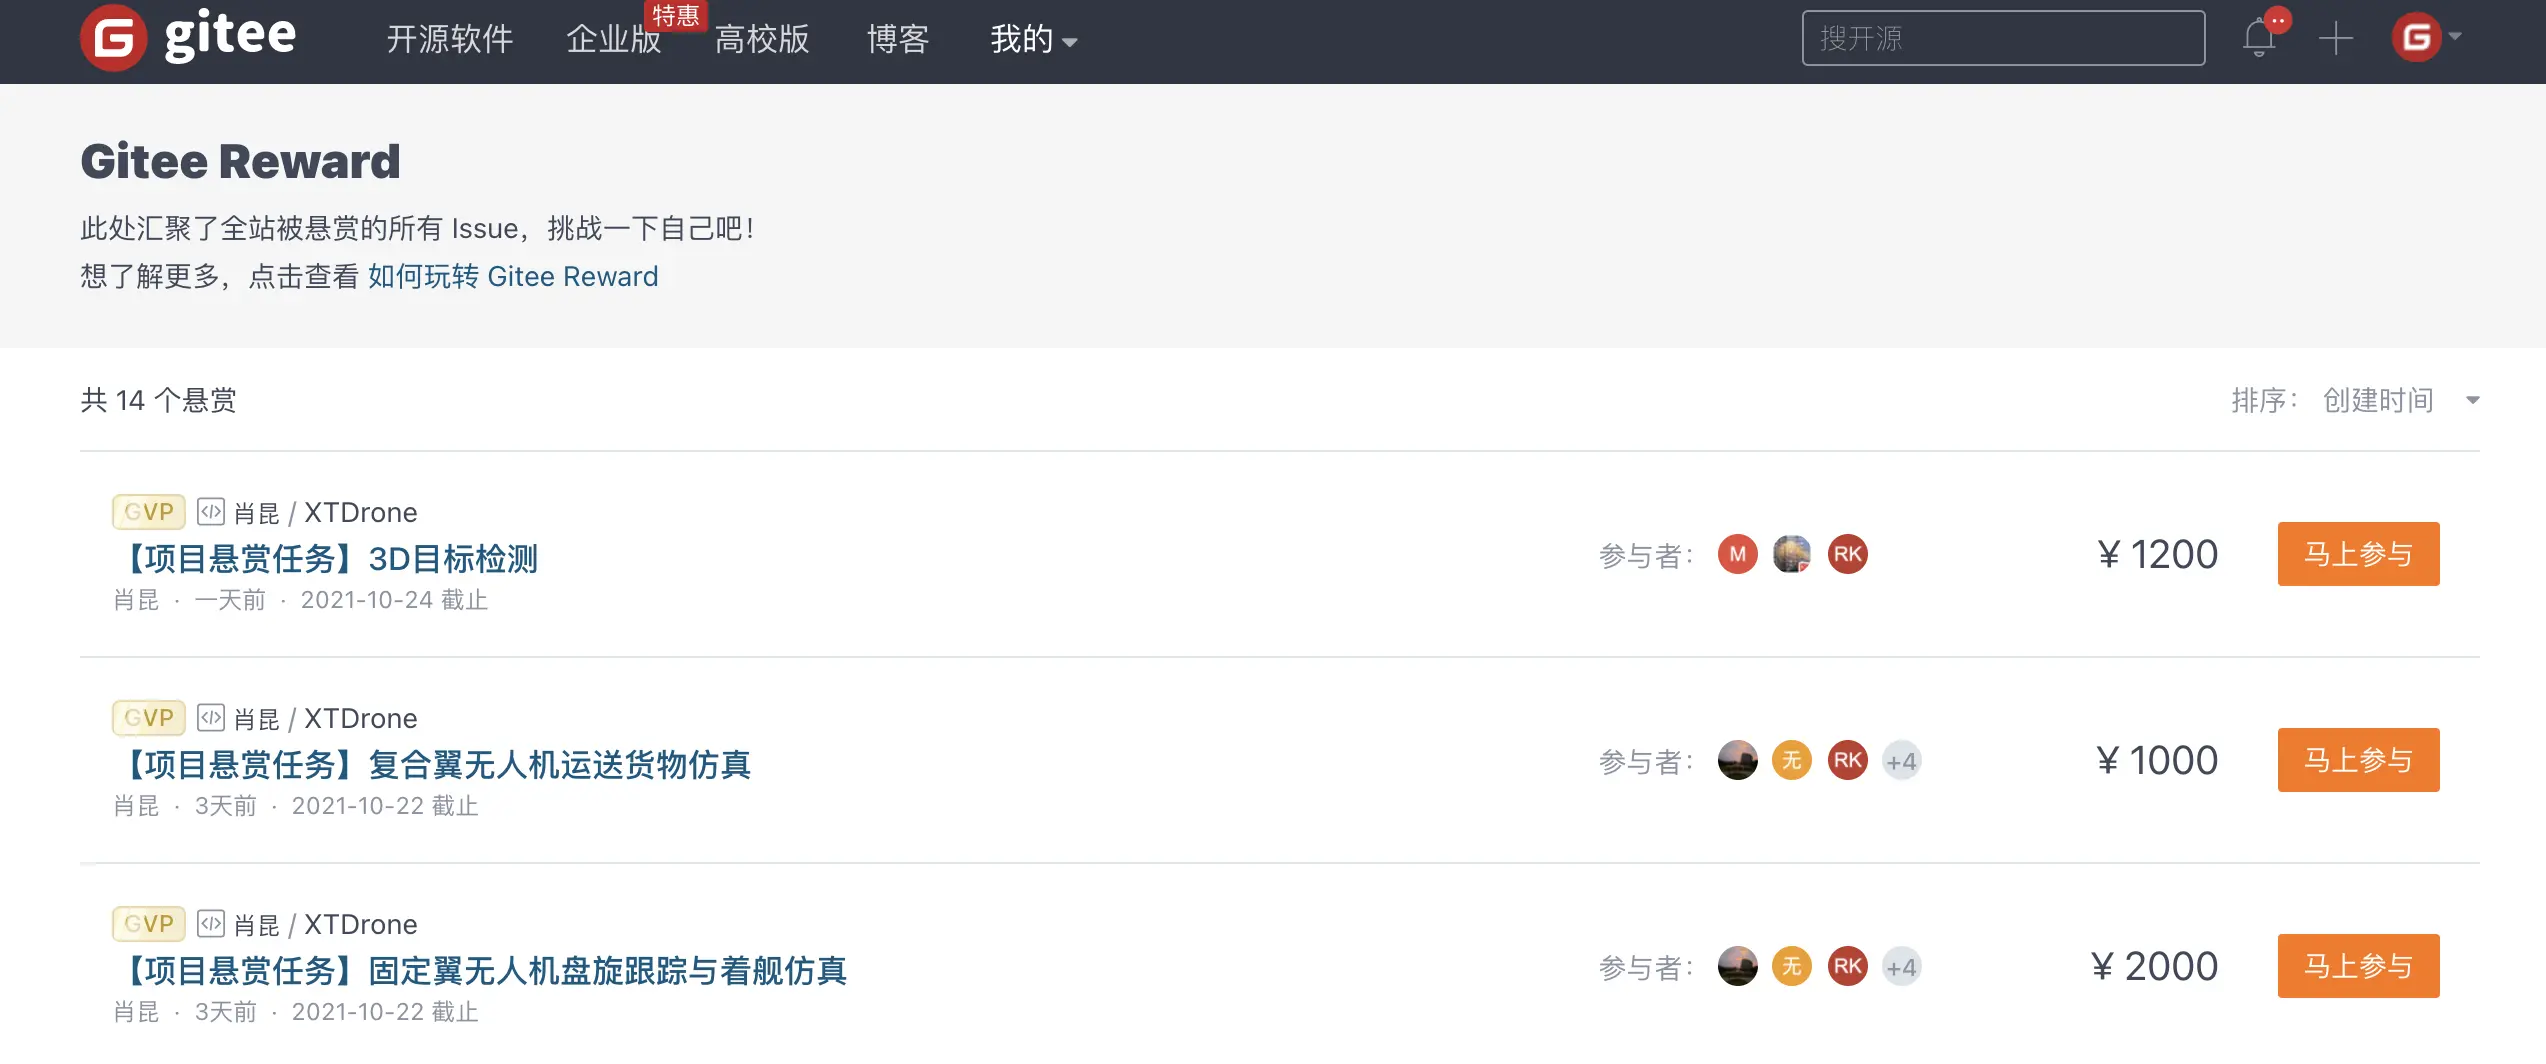 gitee
开源软件
企业版
特惠
高校版
博客
我的
搜开源
Gitee Reward
此处汇聚了全站被悬赏的所有 Issue，挑战一下自己吧！
想了解更多，点击查看 如何玩转 Gitee Reward
共 14 个悬赏
排序： 创建时间
GVP 肖昆 / XTDrone
【项目悬赏任务】3D目标检测
肖昆 · 一天前 · 2021-10-24 截止
参与者： M RK
¥ 1200
马上参与
GVP 肖昆 / XTDrone
【项目悬赏任务】复合翼无人机运送货物仿真
肖昆 · 3天前 · 2021-10-22 截止
参与者： 无 RK +4
¥ 1000
马上参与
GVP 肖昆 / XTDrone
【项目悬赏任务】固定翼无人机盘旋跟踪与着舰仿真
肖昆 · 3天前 · 2021-10-22 截止
参与者： 无 RK +4
¥ 2000
马上参与